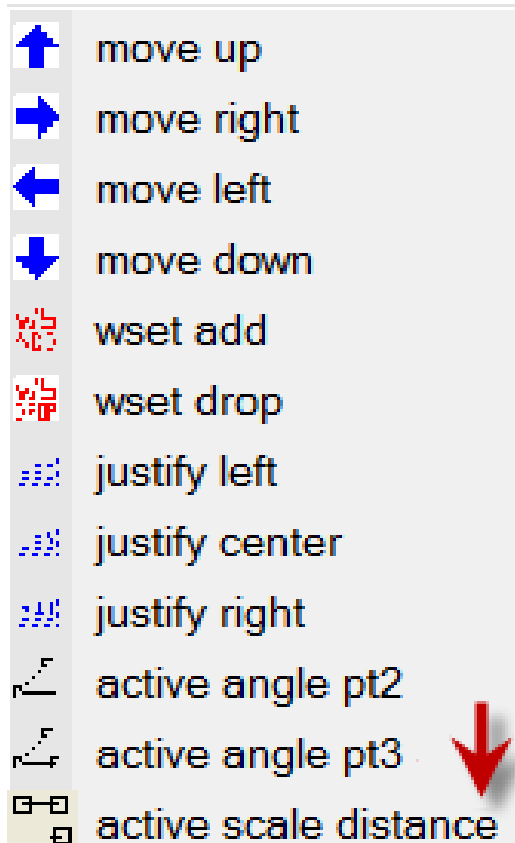 move up
move right
move left
move down
wset add
wset drop
justify left
justify center
justify right
active angle pt2
active angle pt3
active scale distance